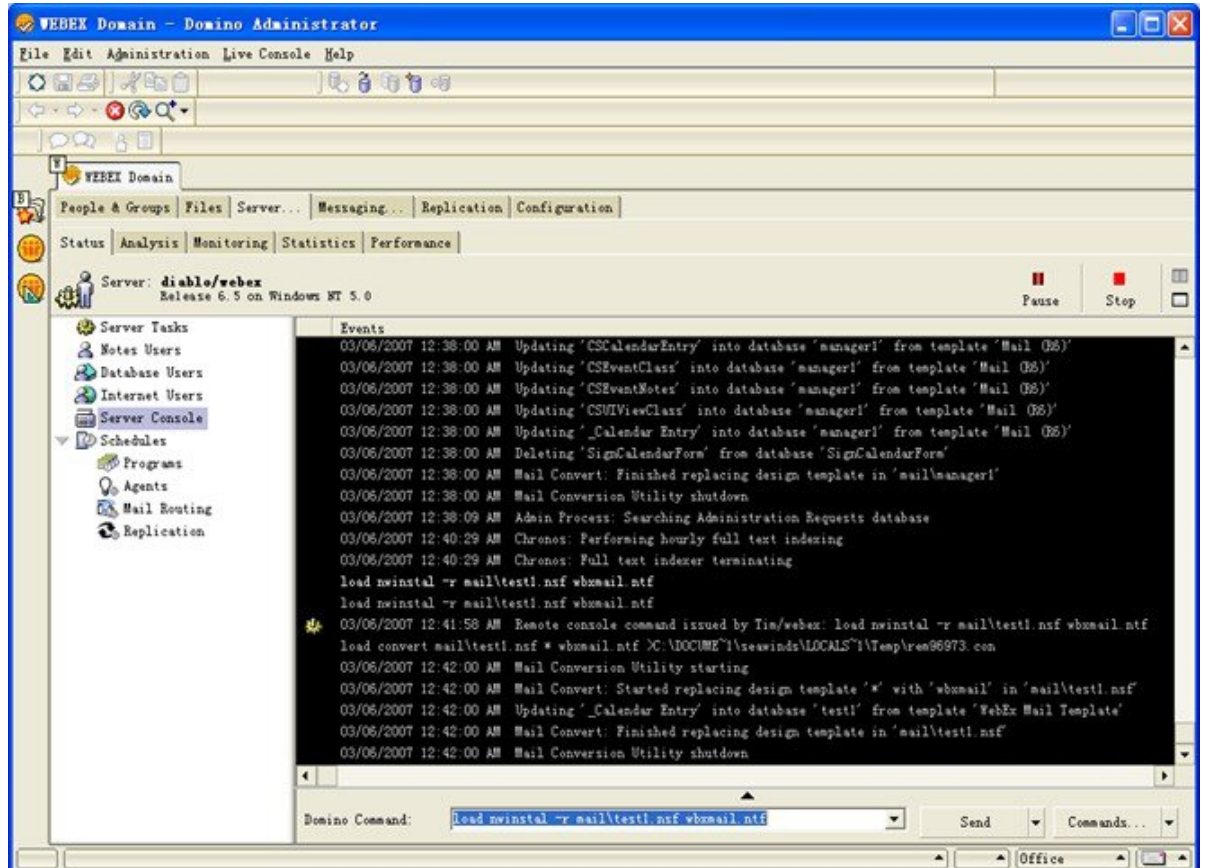 WEBEX Domain - Domino Administrator
File Edit Administration Live Console Help
WEBEX Domain
People & Groups Files Server... Messaging... Replication Configuration
Status Analysis Monitoring Statistics Performance
Server: diablo/webex
Release 6.5 on Windows NT 5.0
Pause Stop
Server Tasks
Notes Users
Database Users
Internet Users
Server Console
Schedules
Programs
Agents
Mail Routing
Replication
Events
03/06/2007 12:38:00 AM Updating 'CSCalendarEntry' into database 'manager1' from template 'Mail (R6)'
03/06/2007 12:38:00 AM Updating 'CSEventClass' into database 'manager1' from template 'Mail (R6)'
03/06/2007 12:38:00 AM Updating 'CSEventNotes' into database 'manager1' from template 'Mail (R6)'
03/06/2007 12:38:00 AM Updating 'CSUIViewClass' into database 'manager1' from template 'Mail (R6)'
03/06/2007 12:38:00 AM Updating '_Calendar Entry' into database 'manager1' from template 'Mail (R6)'
03/06/2007 12:38:00 AM Deleting 'SignCalendarForm' from database 'SignCalendarForm'
03/06/2007 12:38:00 AM Mail Convert: Finished replacing design template in 'mail\manager1'
03/06/2007 12:38:00 AM Mail Conversion Utility shutdown
03/06/2007 12:38:09 AM Admin Process: Searching Administration Requests database
03/06/2007 12:40:29 AM Chronos: Performing hourly full text indexing
03/06/2007 12:40:29 AM Chronos: Full text indexer terminating
load nwinstal -r mail\test1.nsf wbxmail.ntf
load nwinstal -r mail\test1.nsf wbxmail.ntf
03/06/2007 12:41:58 AM Remote console command issued by Tim/webex: load nwinstal -r mail\test1.nsf wbxmail.ntf
load convert mail\test1.nsf * wbxmail.ntf >C:\DOCUME~1\seawinds\LOCALS~1\Temp\rem96973.con
03/06/2007 12:42:00 AM Mail Conversion Utility starting
03/06/2007 12:42:00 AM Mail Convert: Started replacing design template '*' with 'wbxmail' in 'mail\test1.nsf'
03/06/2007 12:42:00 AM Updating '_Calendar Entry' into database 'test1' from template 'WebEx Mail Template'
03/06/2007 12:42:00 AM Mail Convert: Finished replacing design template in 'mail\test1.nsf'
03/06/2007 12:42:00 AM Mail Conversion Utility shutdown
Domino Command: load nwinstal -r mail\test1.nsf wbxmail.ntf Send Commands...
Office